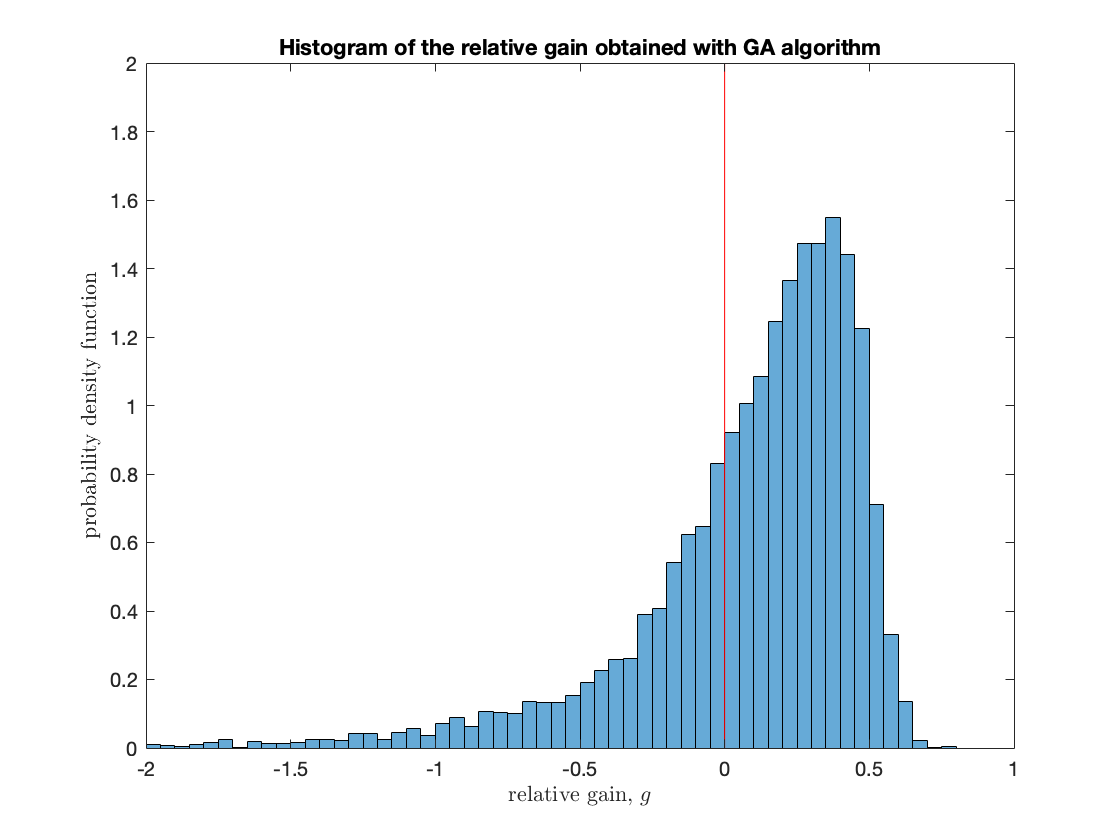 Histogram of the relative gain obtained with GA algorithm
2
1.8
1.6
1.4
1.2
1
0.8
0.6
0.4
0.2
0
probability density function
-2 -1.5 -1 -0.5 0 0.5 1
relative gain, g